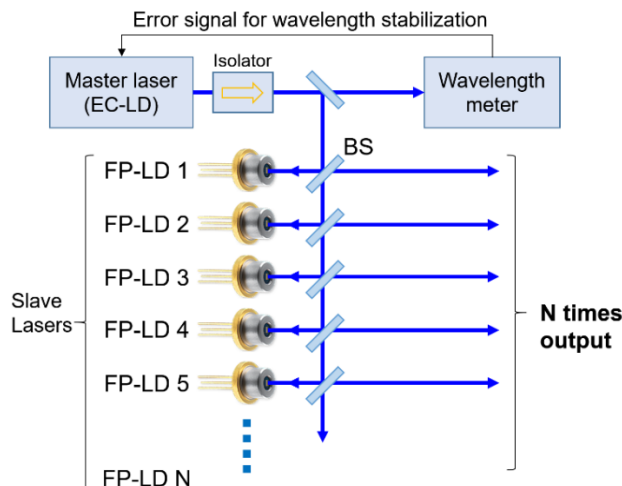 Error signal for wavelength stabilization
Master laser
(EC-LD)
Isolator
Wavelength
meter
BS
FP-LD 1
FP-LD 2
FP-LD 3
Slave
Lasers
FP-LD 4
FP-LD 5
N times
output
FP-LD N